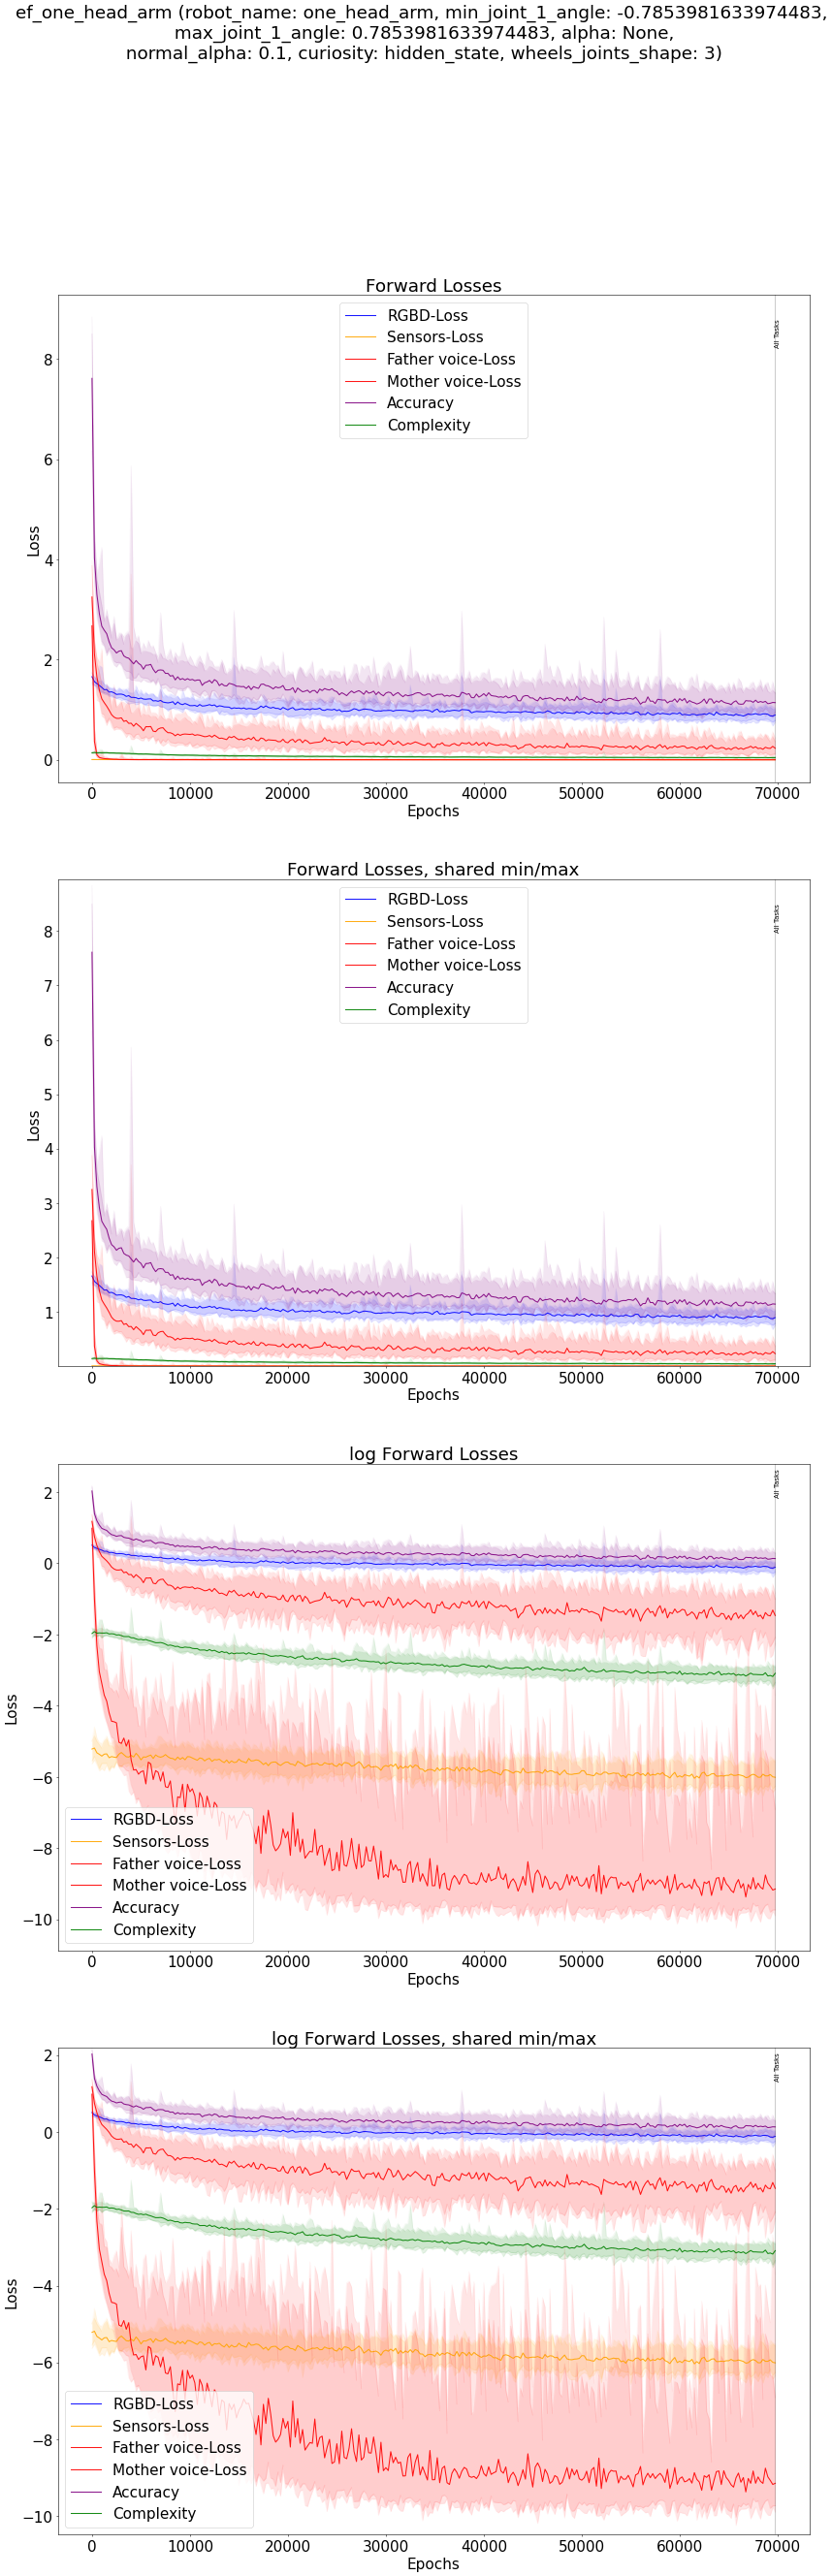 ef_one_head_arm (robot_name: one_head_arm, min_joint_1_angle: -0.7853981633974483,
max_joint_1_angle: 0.7853981633974483, alpha: None,
normal_alpha: 0.1, curiosity: hidden_state, wheels_joints_shape: 3)
Forward Losses
RGBD-Loss
Sensors-Loss
Father voice-Loss
Mother voice-Loss
Accuracy
Complexity
All Tasks
8
6
4
2
0
Loss
0 10000 20000 30000 40000 50000 60000 70000
Epochs
Forward Losses, shared min/max
RGBD-Loss
Sensors-Loss
Father voice-Loss
Mother voice-Loss
Accuracy
Complexity
All Tasks
8
7
6
5
4
3
2
1
Loss
0 10000 20000 30000 40000 50000 60000 70000
Epochs
log Forward Losses
All Tasks
2
0
−2
−4
−6
−8
−10
Loss
RGBD-Loss
Sensors-Loss
Father voice-Loss
Mother voice-Loss
Accuracy
Complexity
0 10000 20000 30000 40000 50000 60000 70000
Epochs
log Forward Losses, shared min/max
All Tasks
2
0
−2
−4
−6
−8
−10
Loss
RGBD-Loss
Sensors-Loss
Father voice-Loss
Mother voice-Loss
Accuracy
Complexity
0 10000 20000 30000 40000 50000 60000 70000
Epochs